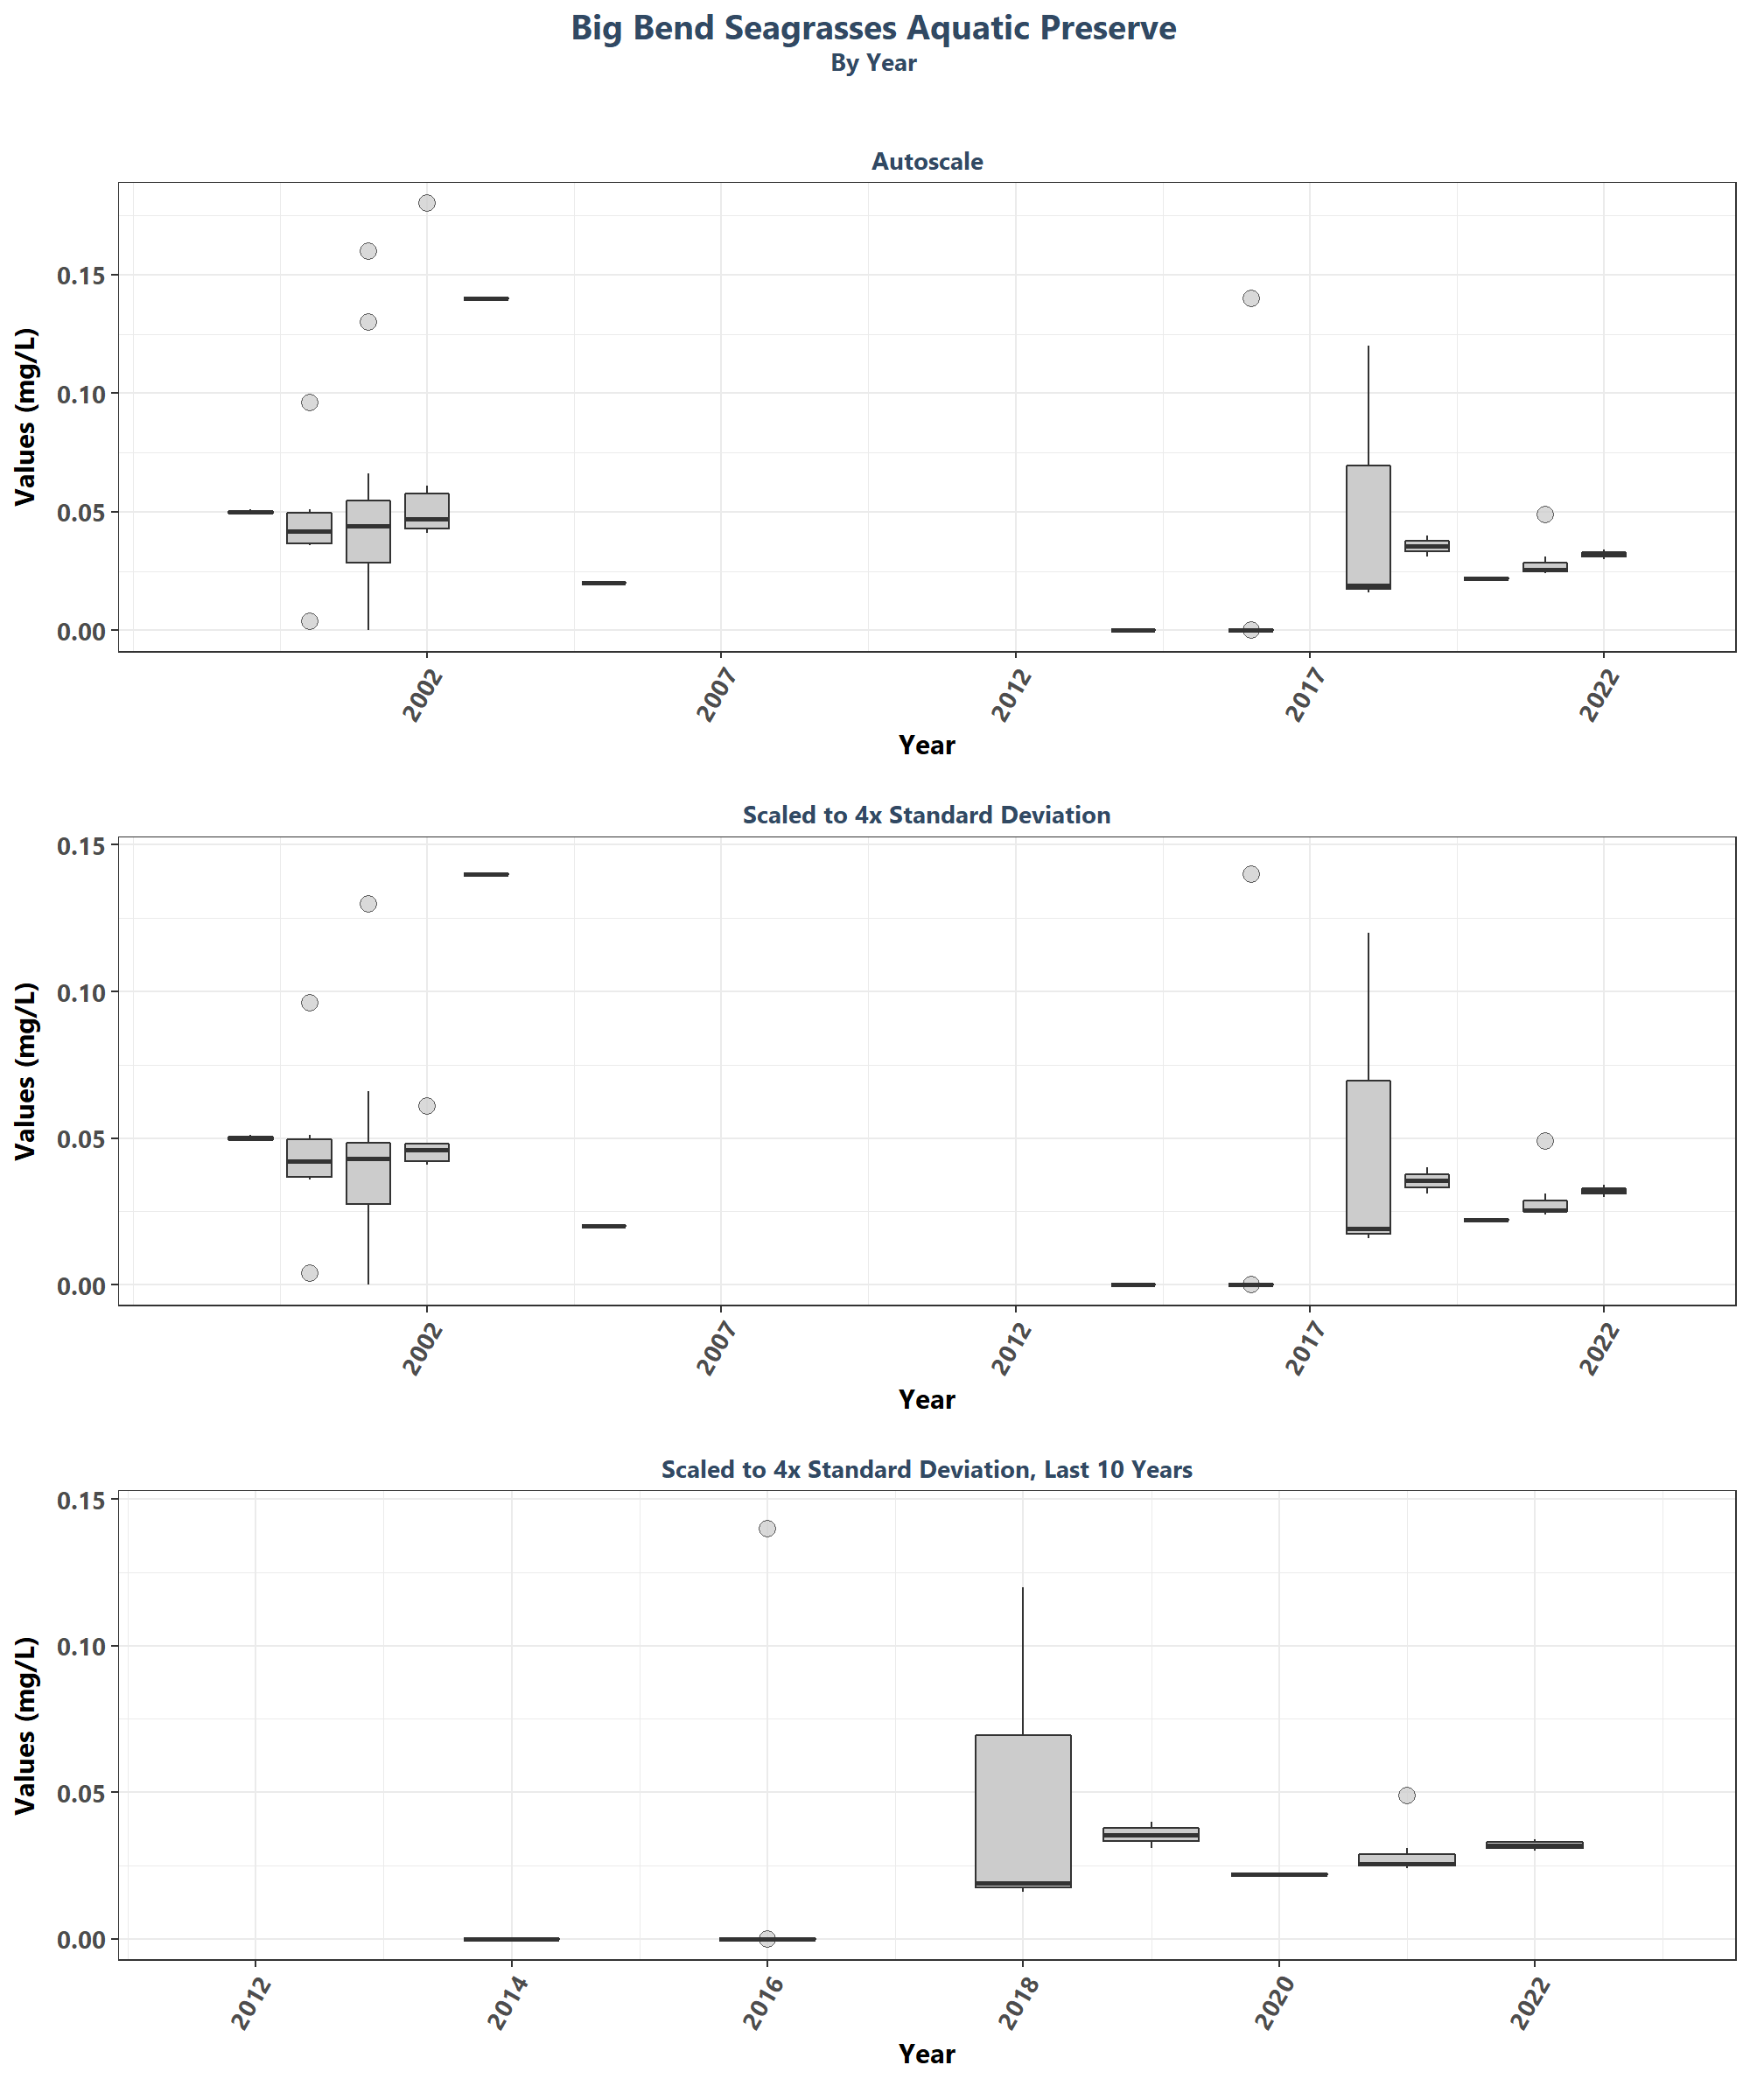 Big Bend Seagrasses Aquatic Preserve
By Year
Autoscale
Values (mg/L)
0.15
0.10
0.05
0.00
2002
2007
2012
2017
2022
Year
Scaled to 4x Standard Deviation
Values (mg/L)
0.15
0.10
0.05
0.00
2002
2007
2012
2017
2022
Year
Scaled to 4x Standard Deviation, Last 10 Years
Values (mg/L)
0.15
0.10
0.05
0.00
2012
2014
2016
2018
2020
2022
Year